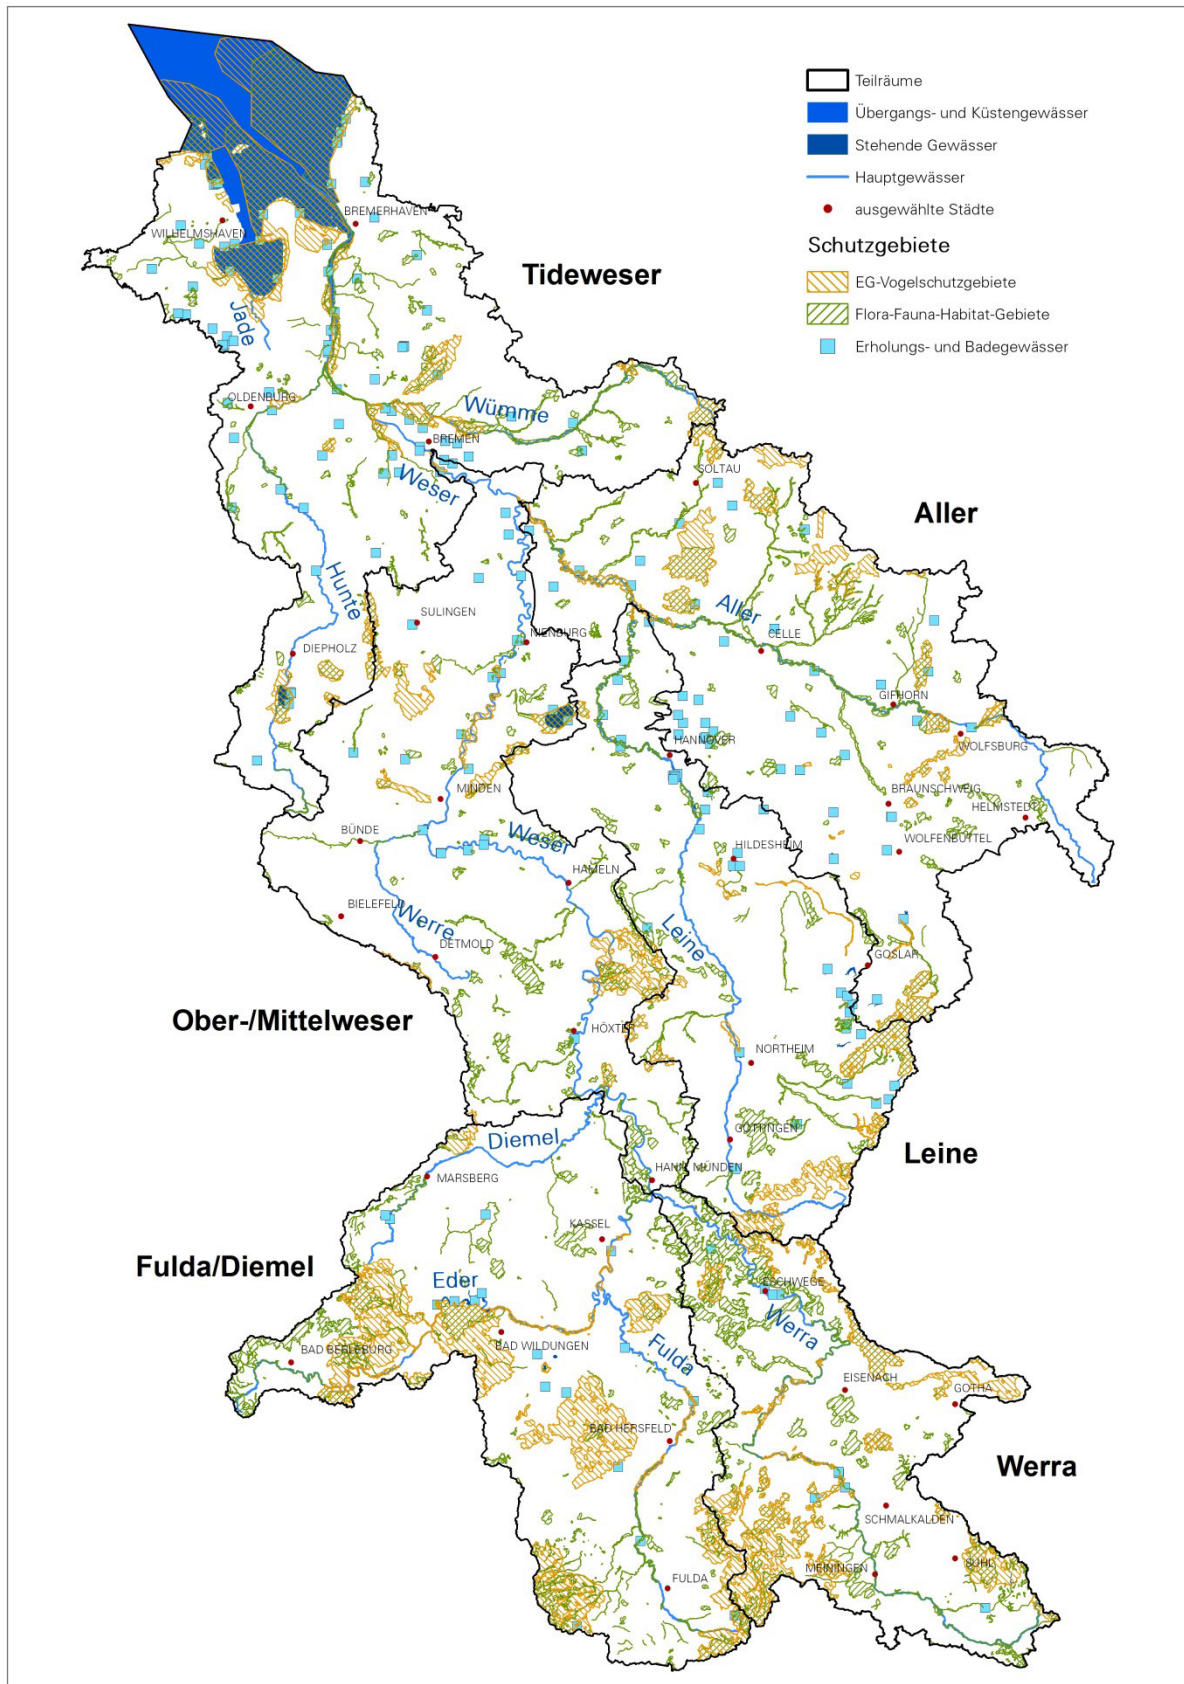 Teilräume
Übergangs- und Küstengewässer
Stehende Gewässer
Hauptgewässer
ausgewählte Städte
Schutzgebiete
EG-Vogelschutzgebiete
Flora-Fauna-Habitat-Gebiete
Erholungs- und Badegewässer
BREMERHAVEN
WILHELMSHAVEN
Tideweser
Jade
OLDENBURG
Wümme
BREMEN
Weser
SOLTAU
Aller
Hunte
Aller
SULINGEN
NIENBURG
CELLE
DIEPHOLZ
GIFHORN
HANNOVER
WOLFSBURG
MINDEN
BRAUNSCHWEIG
HELMSTEDT
BÜNDE
Weser
HILDESHEIM
WOLFENBÜTTEL
HAMELN
BIELEFELD
Werre
Leine
DETMOLD
GOSLAR
Ober-/Mittelweser
HÖXTER
NORTHEIM
Diemel
GÖTTINGEN
Leine
MARSBERG
HANN. MÜNDEN
KASSEL
Fulda/Diemel
Eder
ESCHWEGE
Werra
BAD WILDUNGEN
Fulda
BAD BERLEBURG
EISENACH
GOTHA
BAD HERSFELD
Werra
SCHMALKALDEN
SUHL
MEININGEN
FULDA